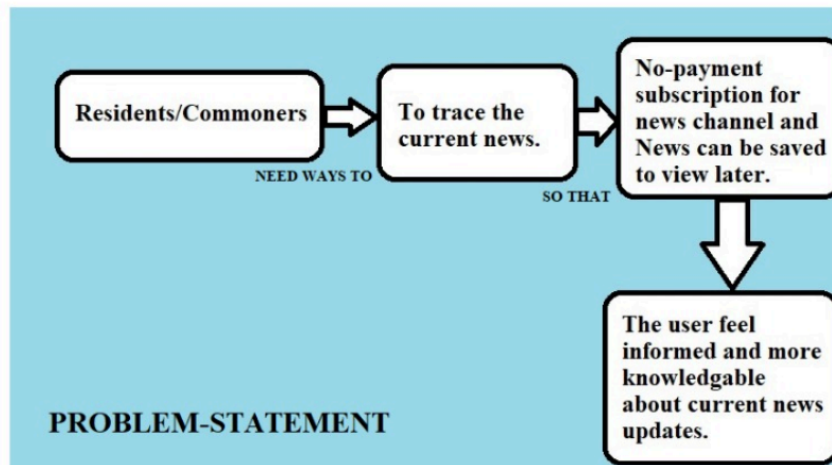 Residents/Commoners
NEED WAYS TO
To trace the
current news.
SO THAT
No-payment
subscription for
news channel and
News can be saved
to view later.
The user feel
informed and more
knowledgable
about current news
updates.
PROBLEM-STATEMENT